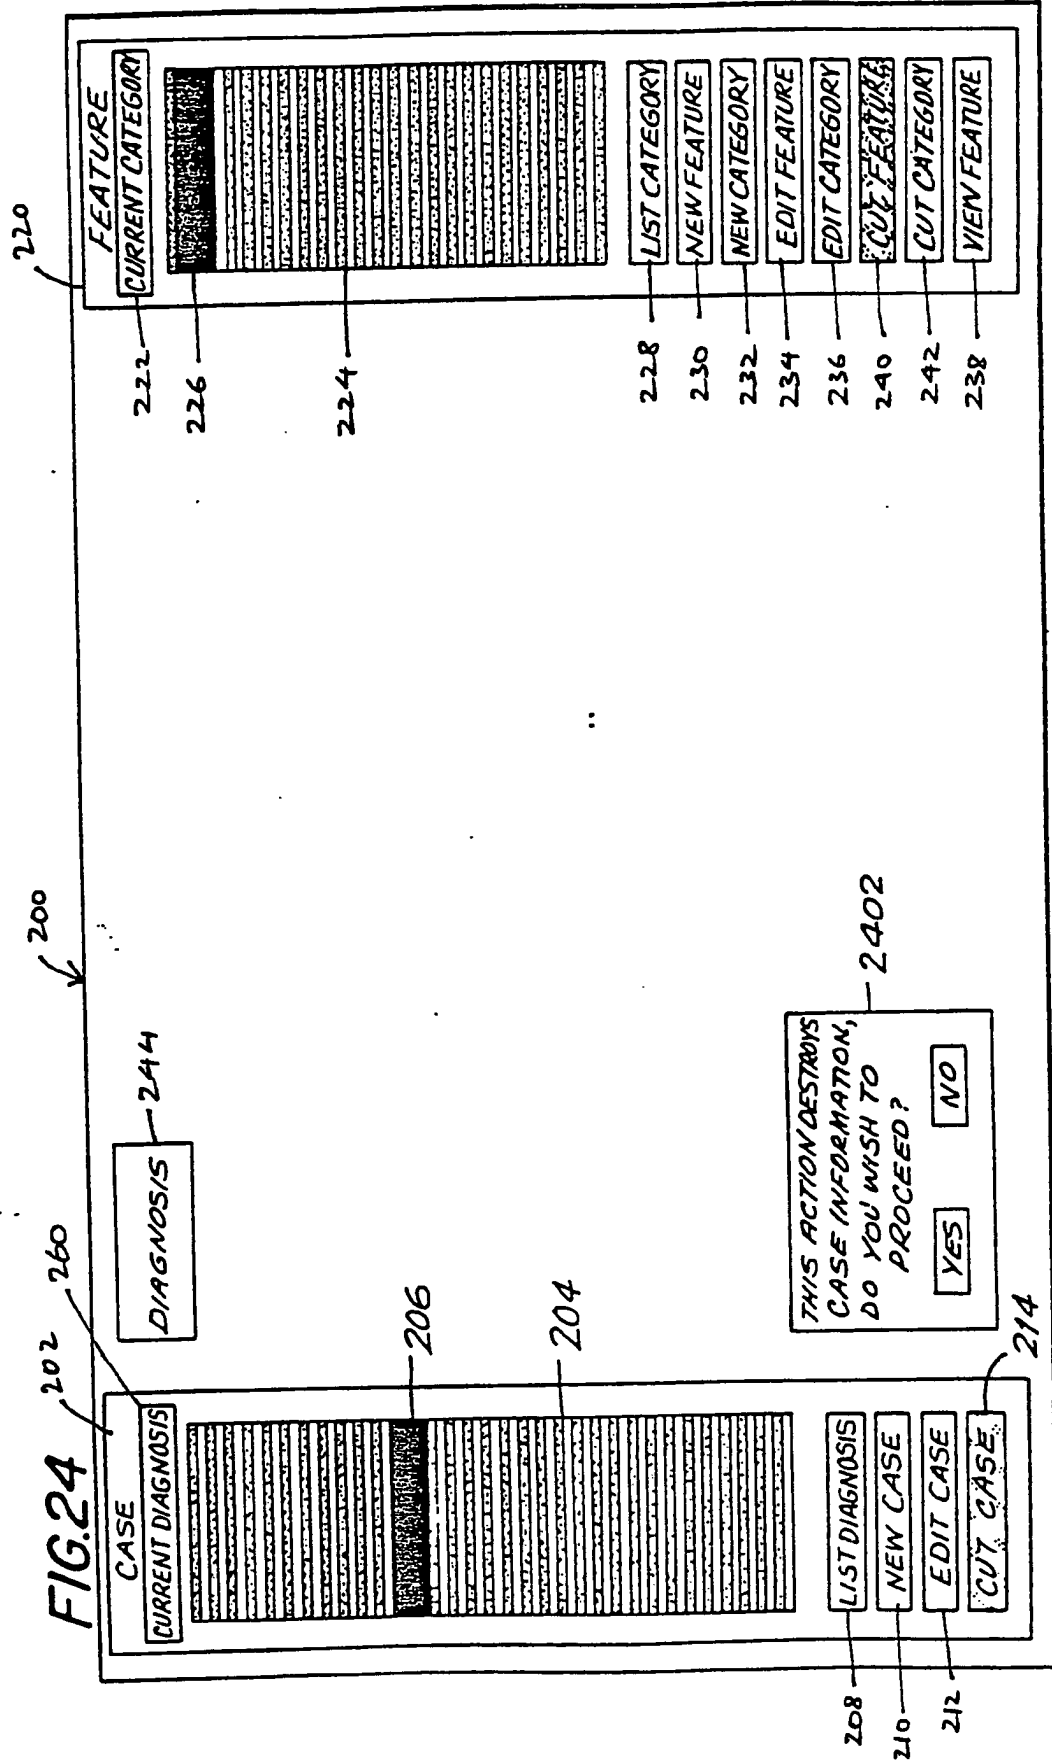 FIG.24
200
202
260
CASE
CURRENT DIAGNOSIS
206
204
LIST DIAGNOSIS
NEW CASE
EDIT CASE
CUT CASE
208
210
212
214
DIAGNOSIS
244
THIS ACTION DESTROYS
CASE INFORMATION,
DO YOU WISH TO
PROCEED?
YES
NO
2402
220
FEATURE
CURRENT CATEGORY
222
226
224
LIST CATEGORY
NEW FEATURE
NEW CATEGORY
EDIT FEATURE
EDIT CATEGORY
CUT FEATURE
CUT CATEGORY
VIEW FEATURE
228
230
232
234
236
240
242
238